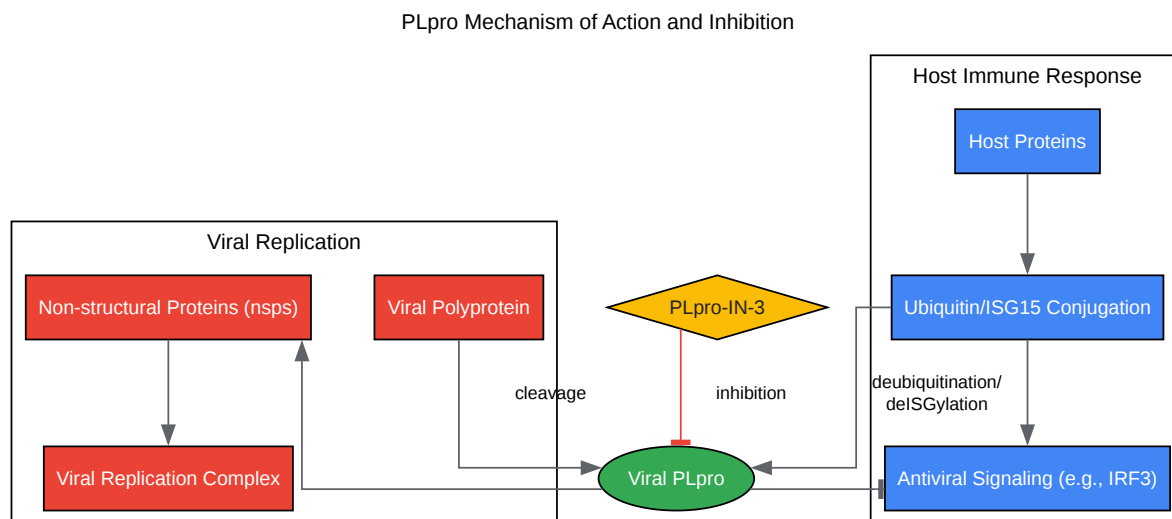 PLpro Mechanism of Action and Inhibition
Host Immune Response
Host Proteins
Viral Replication
Non-structural Proteins (nsps)
Viral Polyprotein
PLpro-IN-3
Ubiquitin/ISG15 Conjugation
cleavage
inhibition
deubiquitination/
deISGylation
Viral Replication Complex
Viral PLpro
Antiviral Signaling (e.g., IRF3)